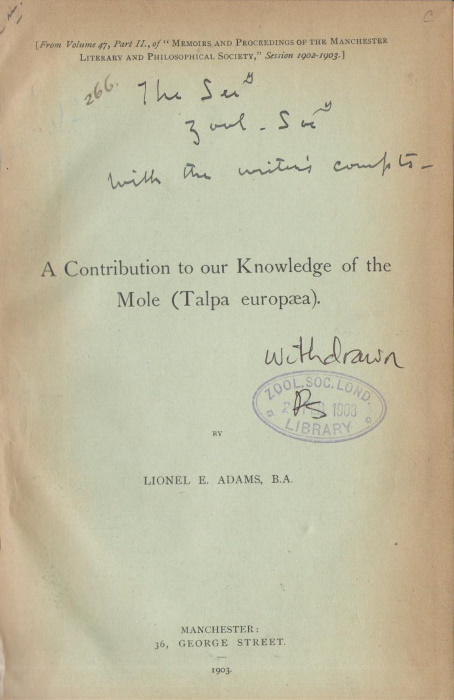 [From Volume 47, Part II., of "Memoirs and Proceedings of the Manchester
Literary and Philosophical Society," Session 1902-1903.]
266.
The Secy
Zool. Socy
with the writer's compts-
A Contribution to our Knowledge of the
Mole (Talpa europæa).
Withdrawn
ZOOL. SOC. LOND.
1903
LIBRARY
BY
LIONEL E. ADAMS, B.A.
MANCHESTER:
36, GEORGE STREET.
1903.